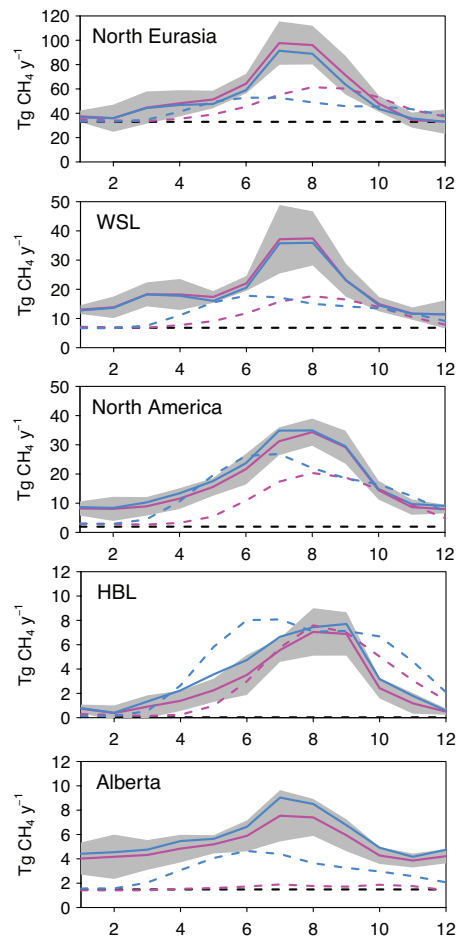 North Eurasia
Tg CH₄ y⁻¹
120
100
80
60
40
20
0
2 4 6 8 10 12
WSL
Tg CH₄ y⁻¹
50
40
30
20
10
0
2 4 6 8 10 12
North America
Tg CH₄ y⁻¹
50
40
30
20
10
0
2 4 6 8 10 12
HBL
Tg CH₄ y⁻¹
12
10
8
6
4
2
0
2 4 6 8 10 12
Alberta
Tg CH₄ y⁻¹
12
10
8
6
4
2
0
2 4 6 8 10 12